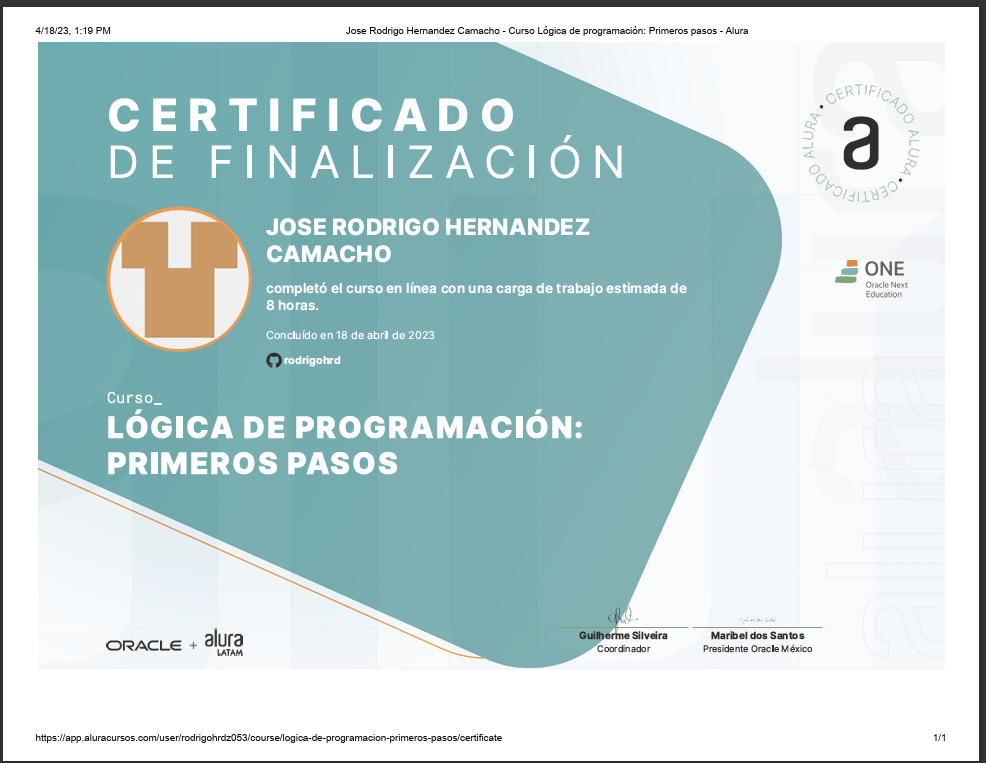 4/18/23, 1:19 PM
Jose Rodrigo Hernandez Camacho - Curso Lógica de programación: Primeros pasos - Alura
CERTIFICADO
DE FINALIZACIÓN
CERTIFICADO ALURA • CERTIFICADO ALURA •
a
JOSE RODRIGO HERNANDEZ
CAMACHO
completó el curso en línea con una carga de trabajo estimada de
8 horas.
Concluído en 18 de abril de 2023
rodrigohrd
ONE
Oracle Next
Education
Curso_
LÓGICA DE PROGRAMACIÓN:
PRIMEROS PASOS
ORACLE + alura
LATAM
Guilherme Silveira
Coordinador
Maribel dos Santos
Presidente Oracle México
alura
https://app.aluracursos.com/user/rodrigohrdz053/course/logica-de-programacion-primeros-pasos/certificate
1/1